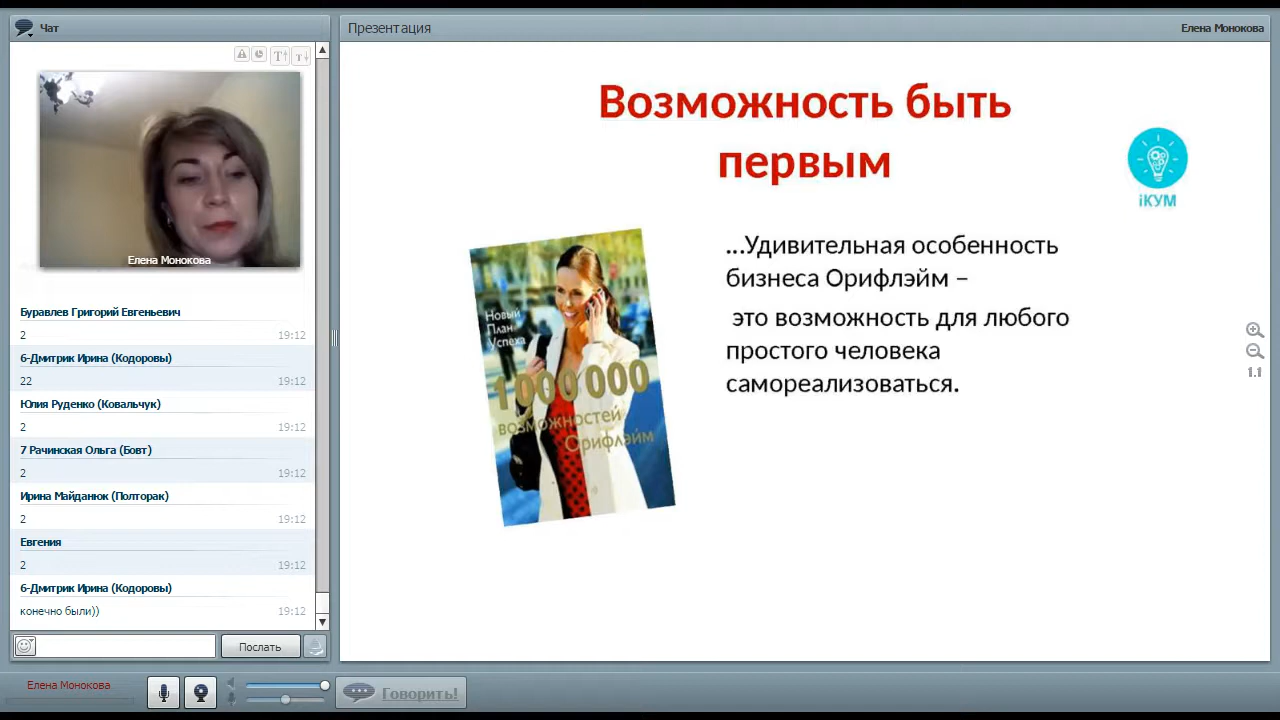 Чат
Елена Монокова
Буравлев Григорий Евгеньевич
2 19:12
6-Дмитрик Ирина (Кодоровы)
22 19:12
Юлия Руденко (Ковальчук)
2 19:12
7 Рачинская Ольга (Бовт)
2 19:12
Ирина Майданюк (Полторак)
2 19:12
Евгения
2 19:12
6-Дмитрик Ирина (Кодоровы)
конечно были)) 19:12
Послать
Елена Монокова
Говорить!
Презентация
Елена Монокова
Возможность быть
первым
iКУМ
Новый
План
Успеха
1 000 000
возможностей
Орифлэйм
...Удивительная особенность
бизнеса Орифлэйм –
это возможность для любого
простого человека
самореализоваться.
1.1